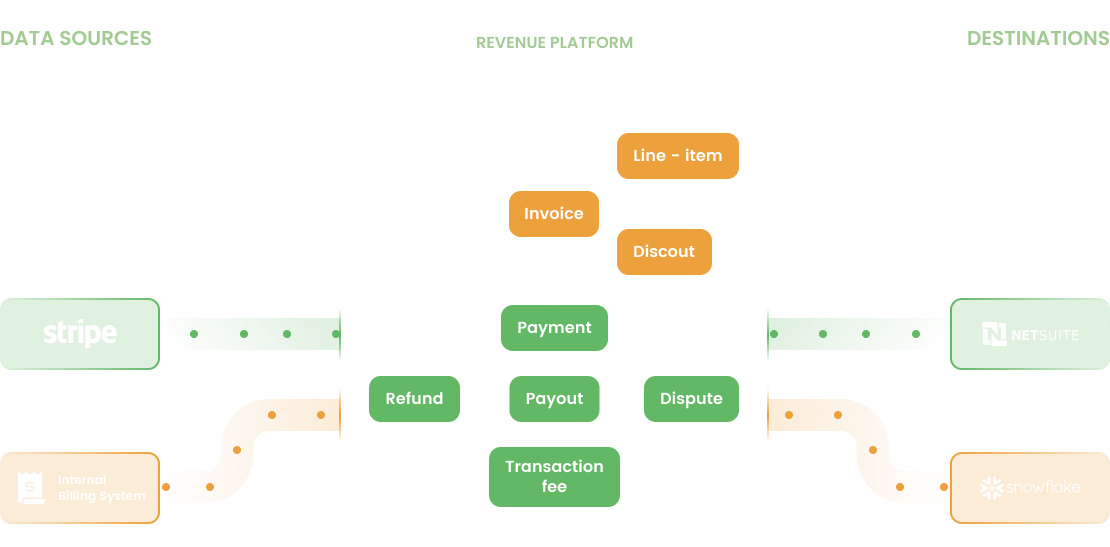 DATA SOURCES
REVENUE PLATFORM
DESTINATIONS
Line - item
Invoice
Discout
stripe
Payment
NETSUITE
Refund
Payout
Dispute
Transaction
fee
S
Internal
Billing System
snowflake